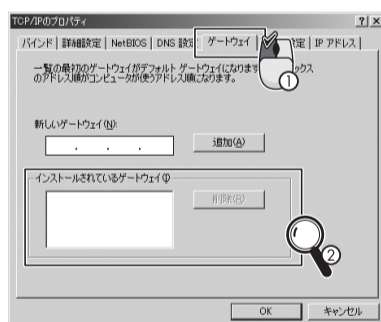 TCP/IPのプロパティ
バインド 詳細設定 NetBIOS DNS 設定 ゲートウェイ 定 IP アドレス
①
一覧の最初のゲートウェイがデフォルト ゲートウェイになります
のアドレス順がコンピュータが使うアドレス順になります。
新しいゲートウェイ(N):
追加(A)
インストールされているゲートウェイ(I)
削除(R)
②
OK キャンセル